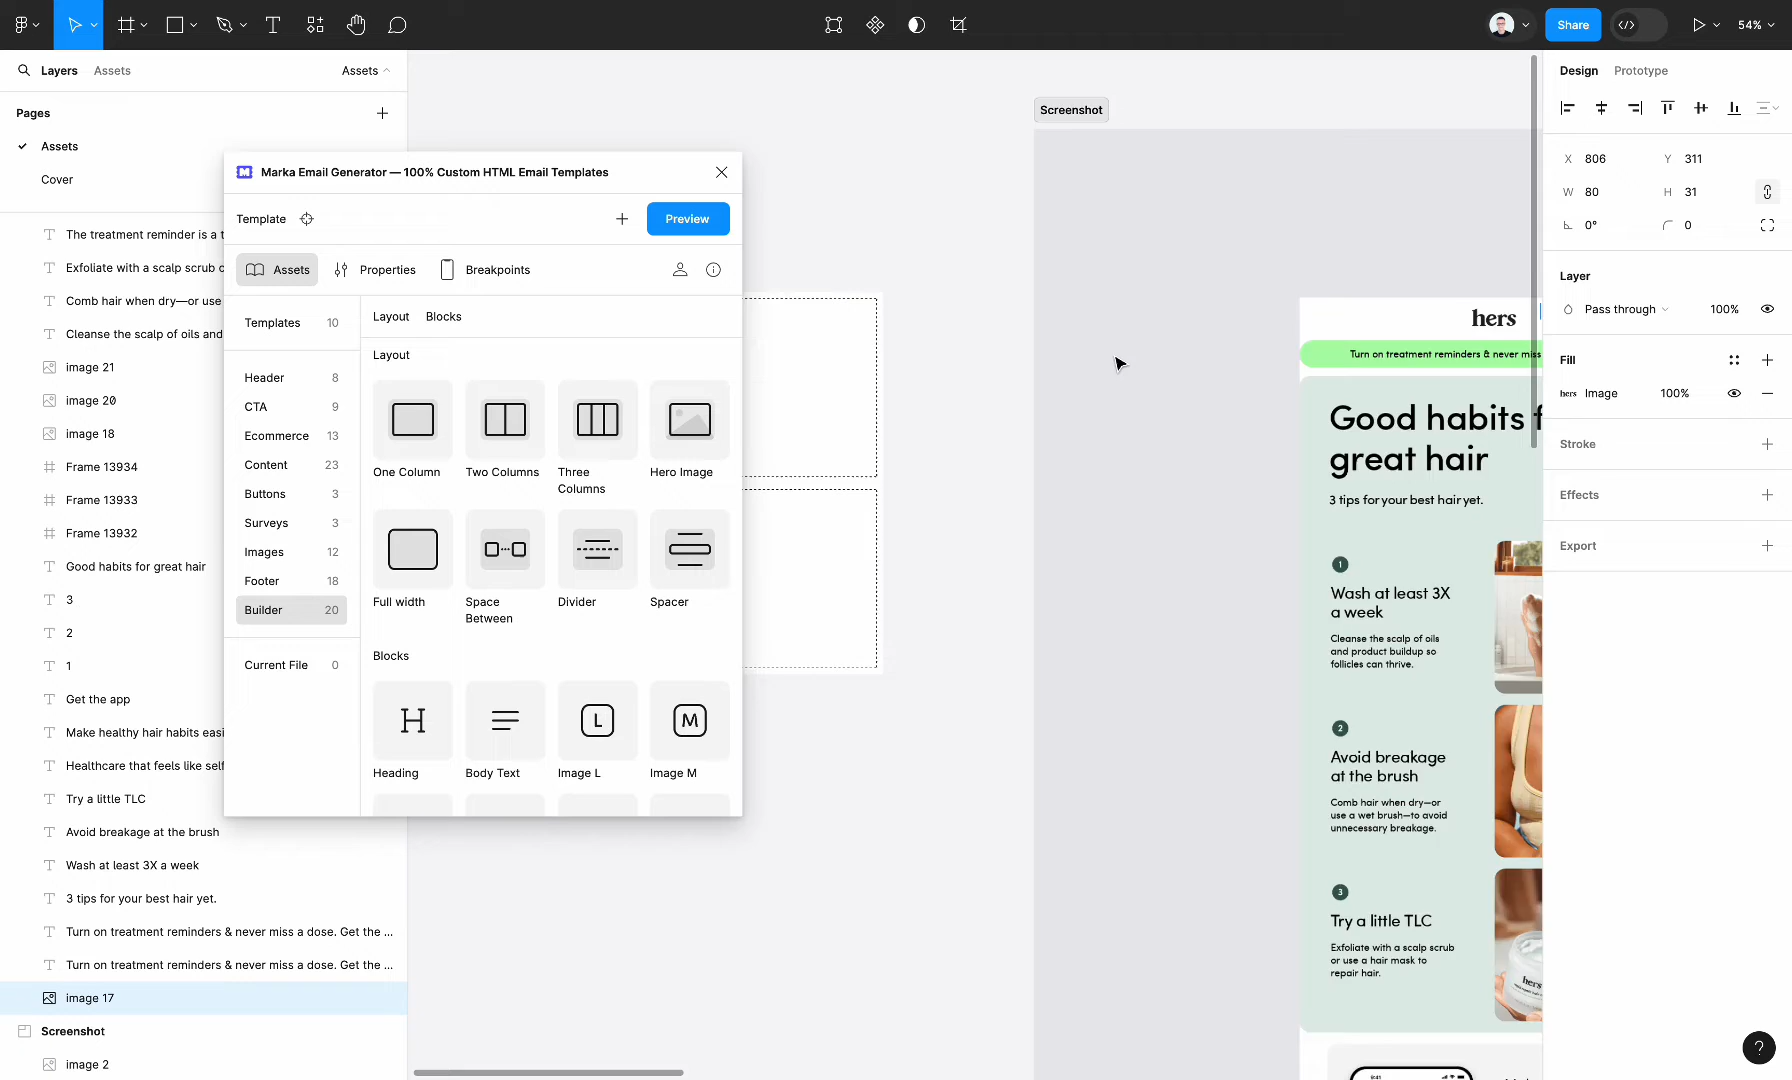 Share
54%
Layers
Assets
Assets
Pages
Assets
Cover
The treatment reminder is a t
Exfoliate with a scalp scrub o
Comb hair when dry—or use
Cleanse the scalp of oils and
image 21
image 20
image 18
Frame 13934
Frame 13933
Frame 13932
Good habits for great hair
3
2
1
Get the app
Make healthy hair habits easi
Healthcare that feels like self
Try a little TLC
Avoid breakage at the brush
Wash at least 3X a week
3 tips for your best hair yet.
Turn on treatment reminders & never miss a dose. Get the ...
Turn on treatment reminders & never miss a dose. Get the ...
image 17
Screenshot
image 2
M
Marka Email Generator — 100% Custom HTML Email Templates
Template
Preview
Assets
Properties
Breakpoints
Templates 10
Header 8
CTA 9
Ecommerce 13
Content 23
Buttons 3
Surveys 3
Images 12
Footer 18
Builder 20
Current File 0
Layout
Blocks
Layout
One Column
Two Columns
Three
Columns
Hero Image
Full width
Space
Between
Divider
Spacer
Blocks
H
L
M
Heading
Body Text
Image L
Image M
Screenshot
hers
Turn on treatment reminders & never miss
Good habits f
great hair
3 tips for your best hair yet.
1
Wash at least 3X
a week
Cleanse the scalp of oils
and product buildup so
follicles can thrive.
2
Avoid breakage
at the brush
Comb hair when dry—or
use a wet brush—to avoid
unnecessary breakage.
3
Try a little TLC
Exfoliate with a scalp scrub
or use a hair mask to
repair hair.
hers
9:41
Design
Prototype
X 806
Y 311
W 80
H 31
0°
0
Layer
Pass through
100%
Fill
hers
Image
100%
Stroke
Effects
Export
?